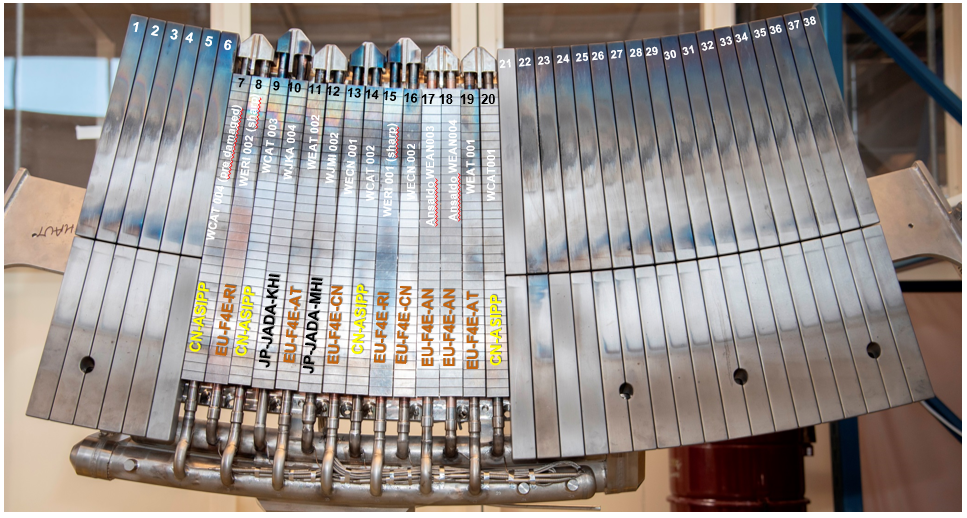 1 2 3 4 5 6 7 8 9 10 11 12 13 14 15 16 17 18 19 20 21 22 23 24 25 26 27 28 29 30 31 32 33 34 35 36 37 38
WCAT 004 (pre damaged)
WERI 002 (sha
WCAT 003
WJKA 004
WEAT 002
WJMI 002
WECN 001
WCAT 002
WERI 001 (sharp)
WECN 002
Ansaldo WEAN003
Ansaldo WEAN004
WEAT 001
WCAT001
HAUT
CN-ASIPP
EU-F4E-RI
CN-ASIPP
JP-JADA-KHI
EU-F4E-AT
JP-JADA-MHI
EU-F4E-CN
CN-ASIPP
EU-F4E-RI
EU-F4E-CN
EU-F4E-AN
EU-F4E-AN
EU-F4E-AT
CN-ASIPP